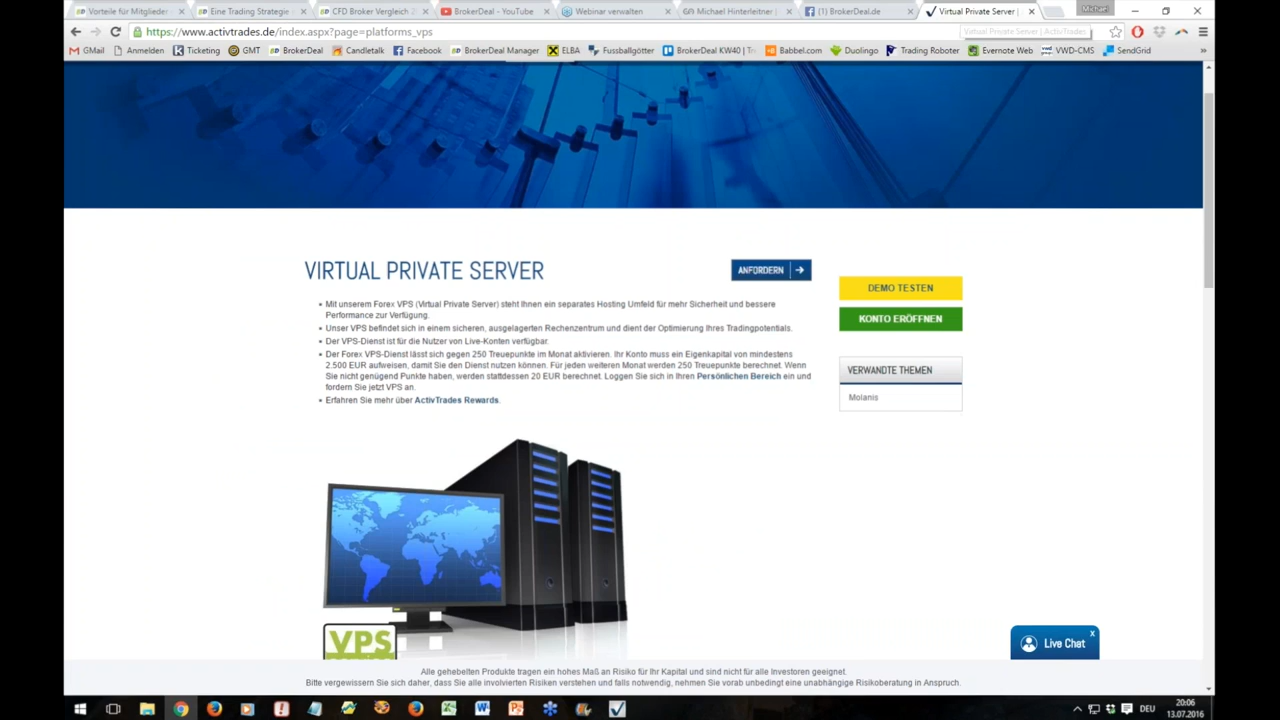 Vorteile für Mitglieder
Eine Trading Strategie
CFD Broker Vergleich 2
BrokerDeal - YouTube
Webinar verwalten
Michael Hinterleitner |
(1) BrokerDeal.de
Virtual Private Server |
Michael
https://www.activtrades.de/index.aspx?page=platforms_vps
Virtual Private Server | ActivTrades
GMail
Anmelden
Ticketing
GMT
BrokerDeal
Candletalk
Facebook
BrokerDeal Manager
ELBA
Fussballgötter
BrokerDeal KW40 | Tr
Babbel.com
Duolingo
Trading Roboter
Evernote Web
VWD-CMS
SendGrid
VIRTUAL PRIVATE SERVER
ANFORDERN
Mit unserem Forex VPS (Virtual Private Server) steht Ihnen ein separates Hosting Umfeld für mehr Sicherheit und bessere
Performance zur Verfügung.
Unser VPS befindet sich in einem sicheren, ausgelagerten Rechenzentrum und dient der Optimierung Ihres Tradingpotentials.
Der VPS-Dienst ist für die Nutzer von Live-Konten verfügbar.
Der Forex VPS-Dienst lässt sich gegen 250 Treuepunkte im Monat aktivieren. Ihr Konto muss ein Eigenkapital von mindestens
2.500 EUR aufweisen, damit Sie den Dienst nutzen können. Für jeden weiteren Monat werden 250 Treuepunkte berechnet. Wenn
Sie nicht genügend Punkte haben, werden stattdessen 20 EUR berechnet. Loggen Sie sich in Ihren Persönlichen Bereich ein und
fordern Sie jetzt VPS an.
Erfahren Sie mehr über ActivTrades Rewards.
DEMO TESTEN
KONTO ERÖFFNEN
VERWANDTE THEMEN
Molanis
VPS
Live Chat
x
Alle gehebelten Produkte tragen ein hohes Maß an Risiko für Ihr Kapital und sind nicht für alle Investoren geeignet.
Bitte vergewissern Sie sich daher, dass Sie alle involvierten Risiken verstehen und falls notwendig, nehmen Sie vorab unbedingt eine unabhängige Risikoberatung in Anspruch.
DEU
20:06
13.07.2016